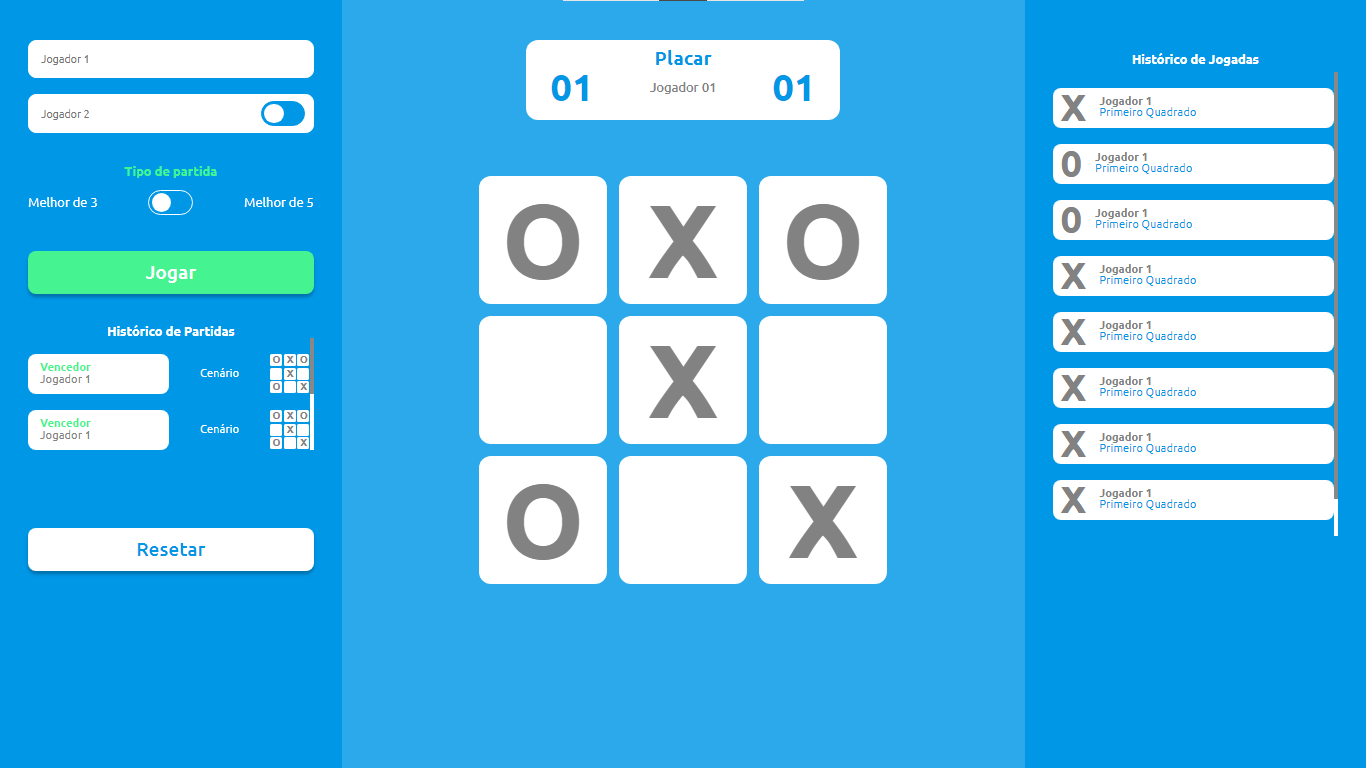 Jogador 1
Jogador 2
Tipo de partida
Melhor de 3
Melhor de 5
Jogar
Histórico de Partidas
Vencedor
Jogador 1
Cenário
O X O
X
O X
Vencedor
Jogador 1
Cenário
O X O
X
O X
Resetar
Placar
01 Jogador 01 01
O X O
X
O X
Histórico de Jogadas
X Jogador 1
Primeiro Quadrado
O Jogador 1
Primeiro Quadrado
O Jogador 1
Primeiro Quadrado
X Jogador 1
Primeiro Quadrado
X Jogador 1
Primeiro Quadrado
X Jogador 1
Primeiro Quadrado
X Jogador 1
Primeiro Quadrado
X Jogador 1
Primeiro Quadrado